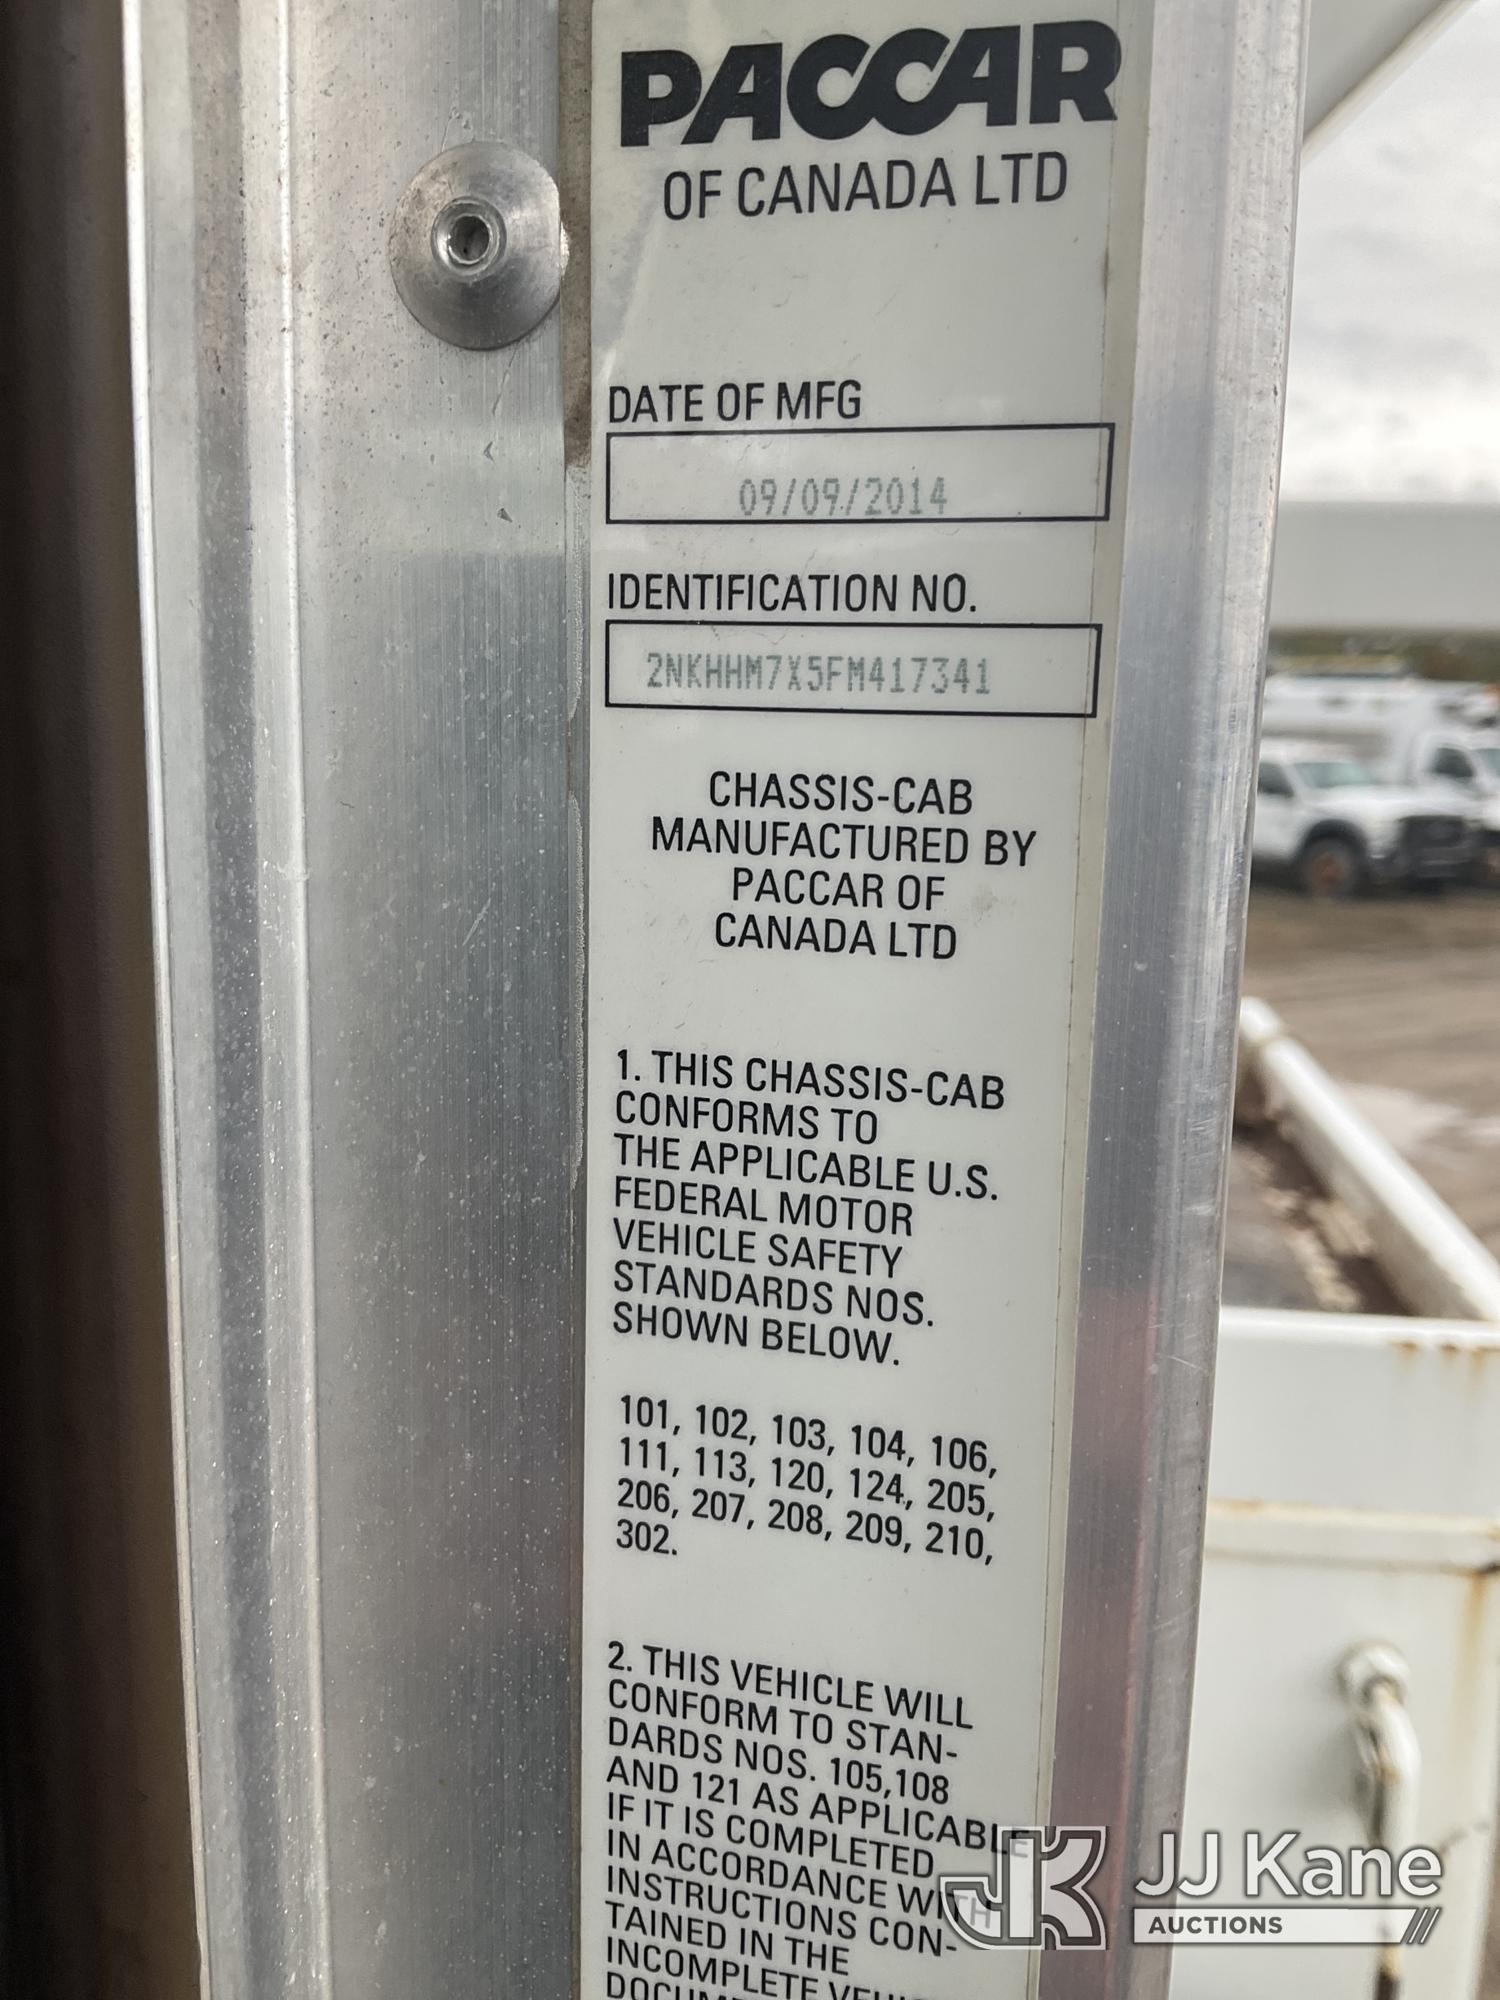 PACCAR
OF CANADA LTD
DATE OF MFG
09/09/2014
IDENTIFICATION NO.
2NKHHM7X5FM417341
CHASSIS-CAB
MANUFACTURED BY
PACCAR OF
CANADA LTD
1. THIS CHASSIS-CAB
CONFORMS TO
THE APPLICABLE U.S.
FEDERAL MOTOR
VEHICLE SAFETY
STANDARDS NOS.
SHOWN BELOW.
101, 102, 103, 104, 106,
111, 113, 120, 124, 205,
206, 207, 208, 209, 210,
302.
2. THIS VEHICLE WILL
CONFORM TO STAN-
DARDS NOS. 105,108
AND 121 AS APPLICABLE
IF IT IS COMPLETED
IN ACCORDANCE WITH
INSTRUCTIONS CON-
TAINED IN THE
INCOMPLETE
JK JJ Kane
AUCTIONS